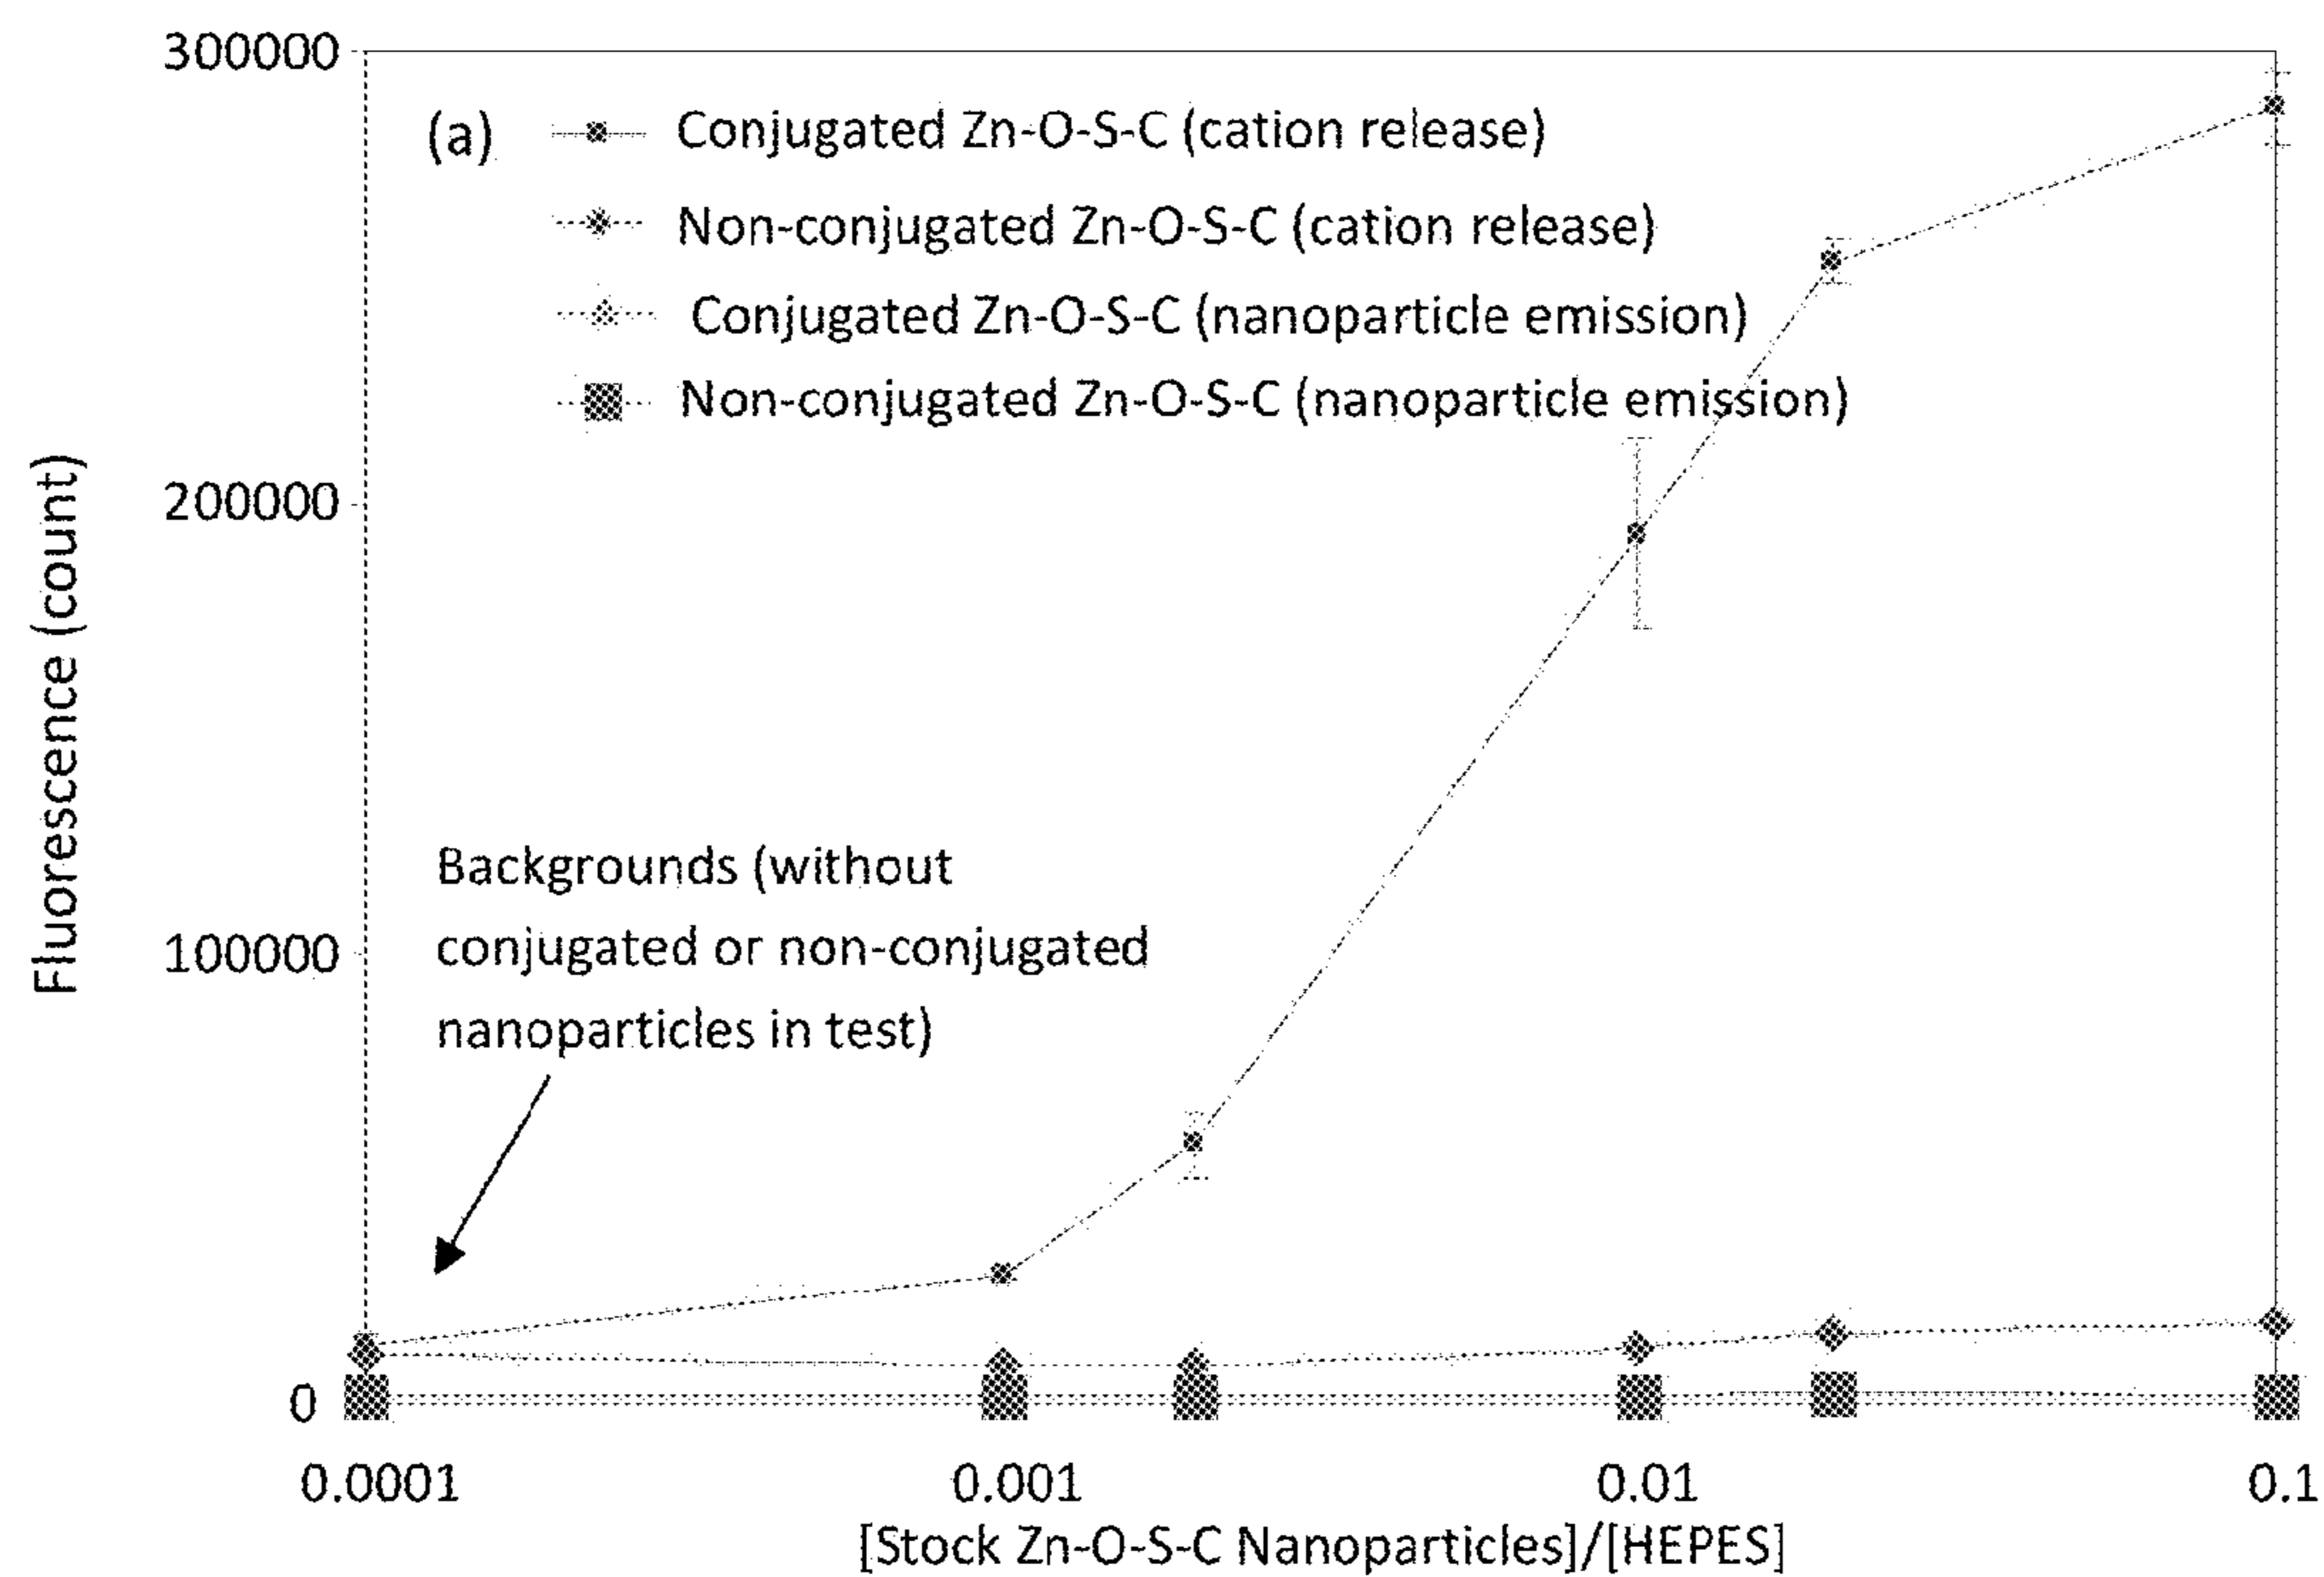 300000
(a)
Conjugated Zn-O-S-C (cation release)
Non-conjugated Zn-O-S-C (cation release)
Conjugated Zn-O-S-C (nanoparticle emission)
Non-conjugated Zn-O-S-C (nanoparticle emission)
200000
Fluorescence (count)
Backgrounds (without
conjugated or non-conjugated
nanoparticles in test)
100000
0
0.0001
0.001
0.01
0.1
[Stock Zn-O-S-C Nanoparticles]/[HEPES]